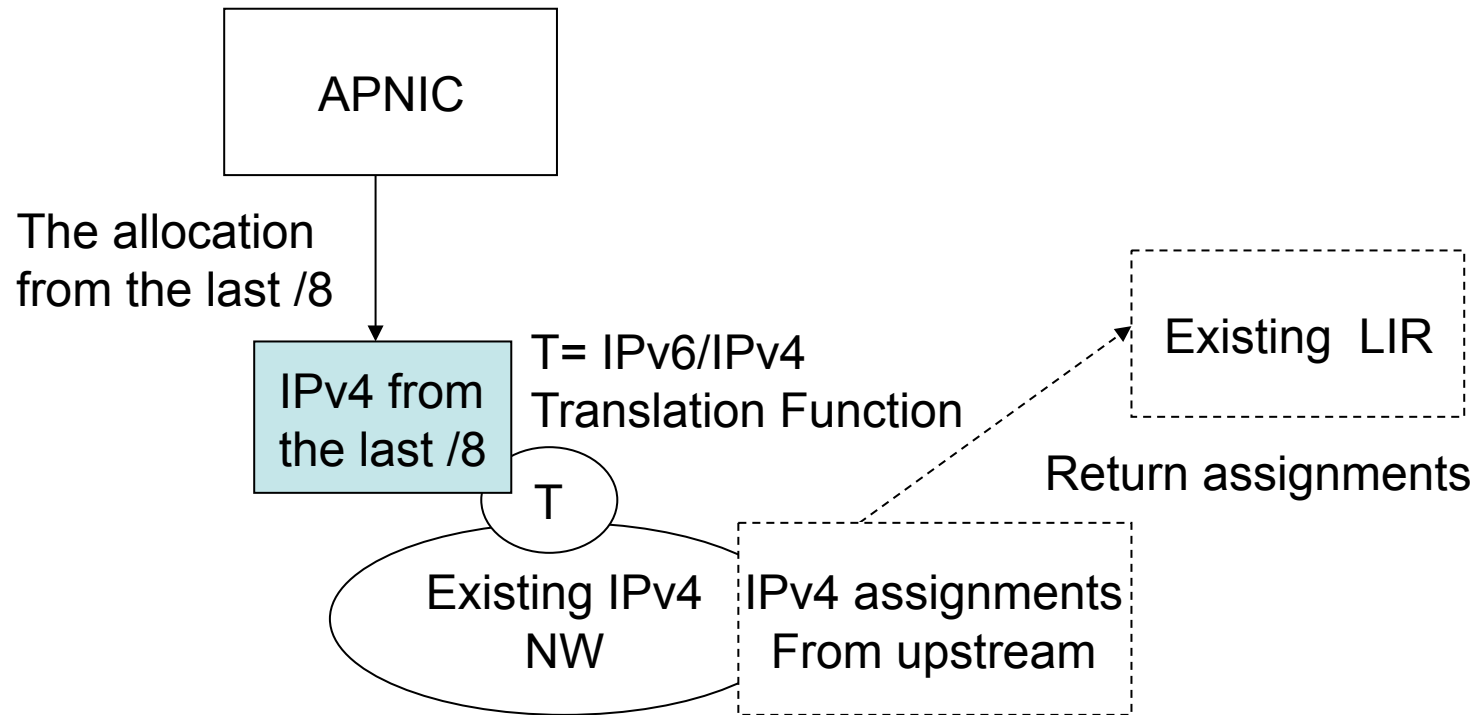 APNIC
The allocation
from the last /8
IPv4 from
the last /8
T= IPv6/IPv4
Translation Function
Existing LIR
Return assignments
T
Existing IPv4
NW
IPv4 assignments
From upstream